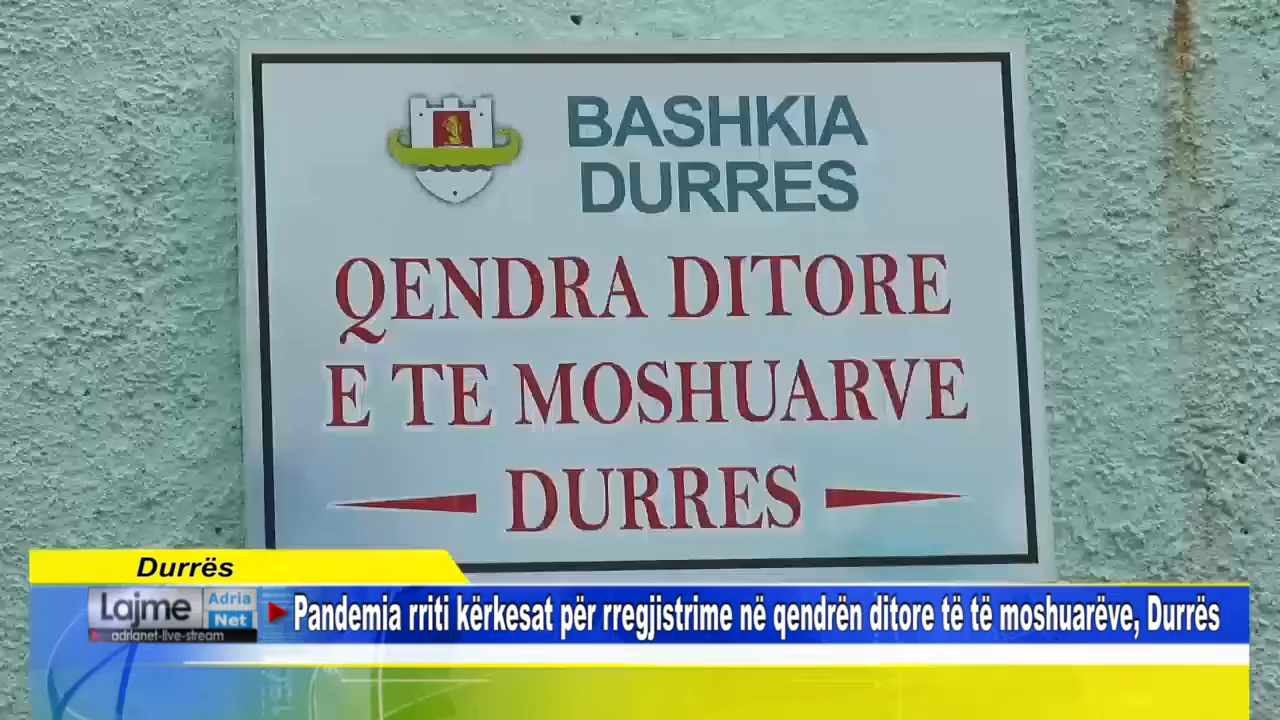 BASHKIA
DURRES
QENDRA DITORE
E TE MOSHUARVE
DURRES
Durrës
Lajme
Adria
Net
adrianet-live-stream
Pandemia rriti kërkesat për rregjistrime në qendrën ditore të të moshuarëve, Durrës